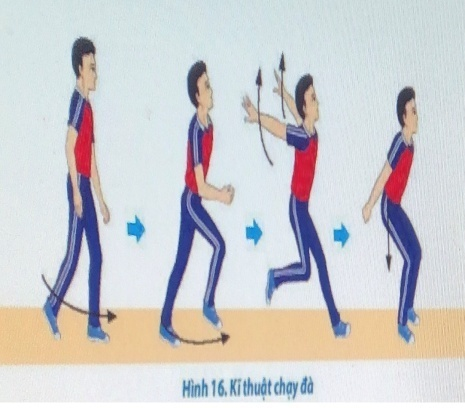 Hình 16. Kĩ thuật chạy đà